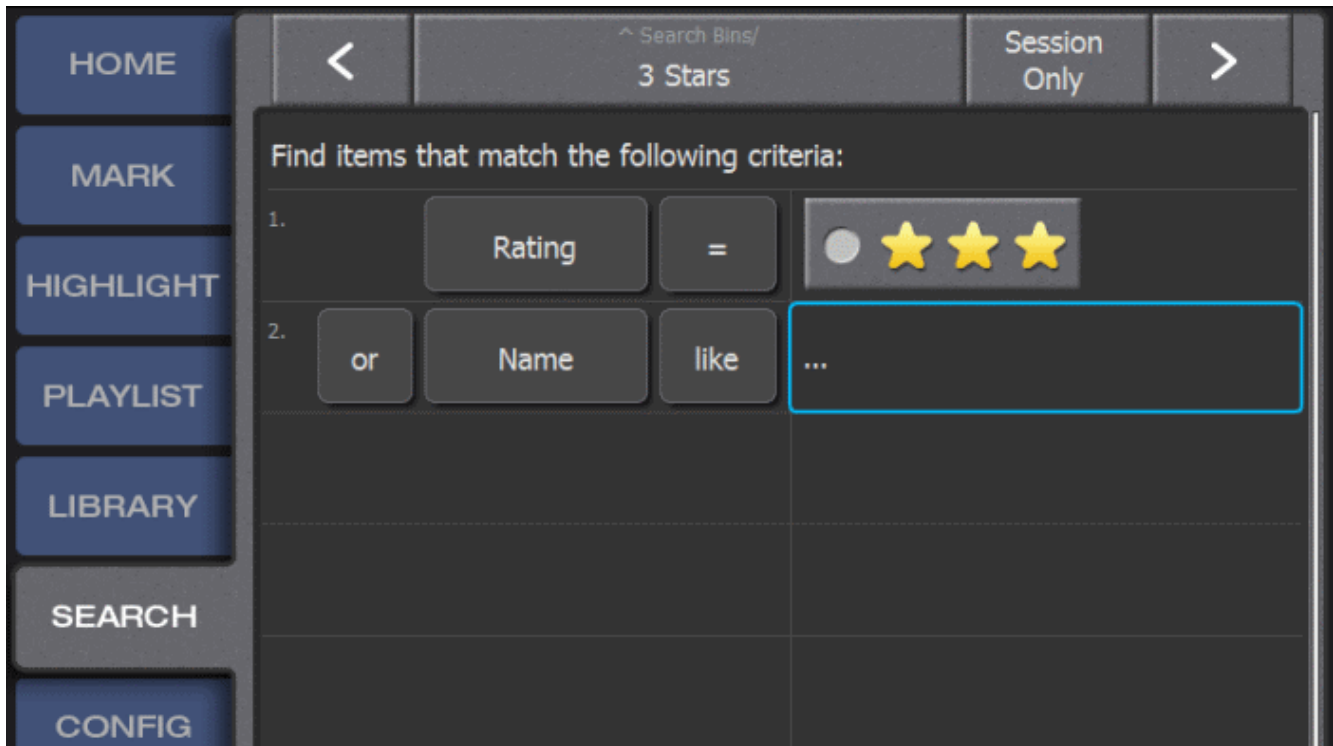 HOME
MARK
HIGHLIGHT
PLAYLIST
LIBRARY
SEARCH
CONFIG
<
^ Search Bins/
3 Stars
Session
Only
>
Find items that match the following criteria:
1. Rating =
2. or Name like ...